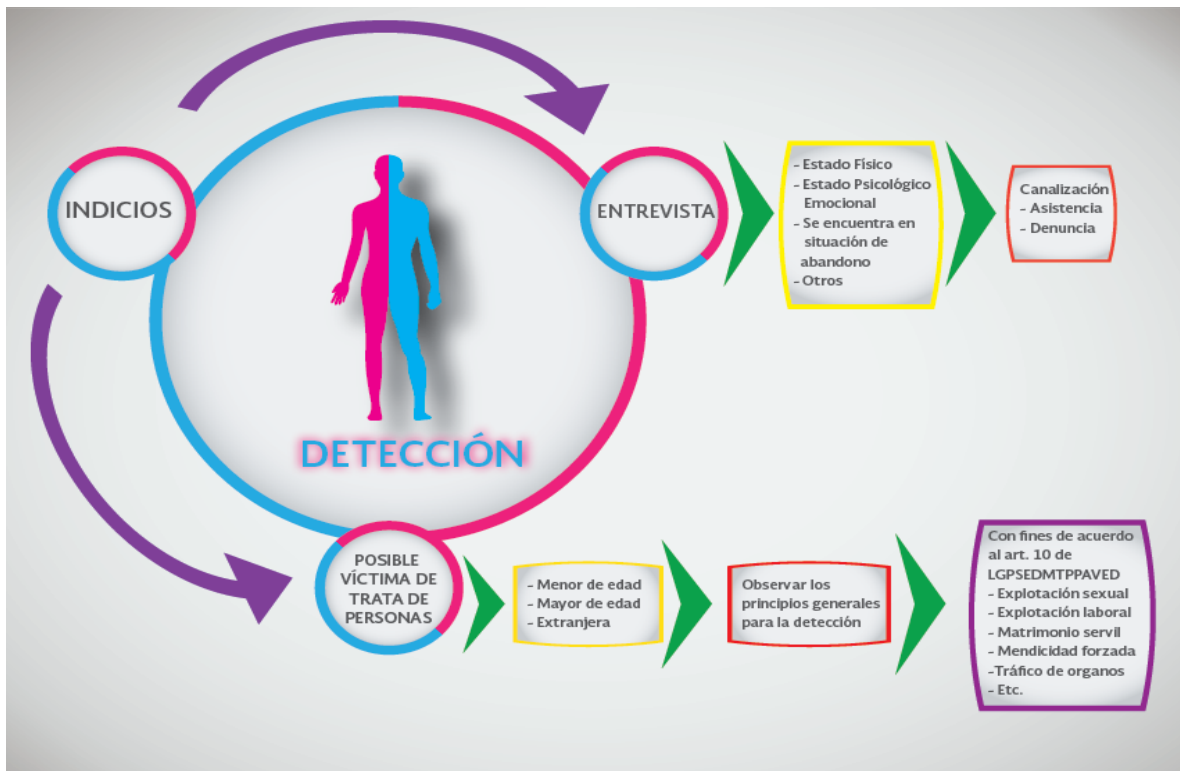 INDICIOS
ENTREVISTA
- Estado Físico
- Estado Psicológico
Emocional
- Se encuentra en
situación de
abandono
- Otros
Canalización
- Asistencia
- Denuncia
DETECCIÓN
POSIBLE
VÍCTIMA DE
TRATA DE
PERSONAS
- Menor de edad
- Mayor de edad
- Extranjera
Observar los
principios generales
para la detección
Con fines de acuerdo
al art. 10 de
LGPSEDMTPPAVED
- Explotación sexual
- Explotación laboral
- Matrimonio servil
- Mendicidad forzada
-Tráfico de organos
- Etc.